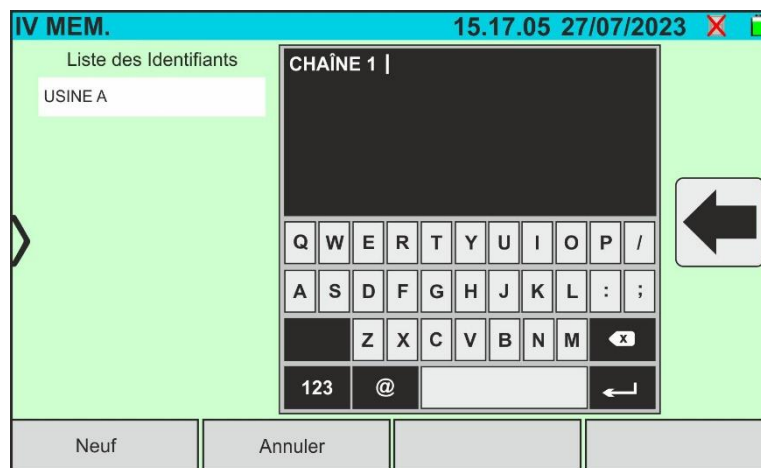 IV MEM. 15.17.05 27/07/2023
Liste des Identifiants
USINE A
CHAÎNE 1
Q W E R T Y U I O P /
A S D F G H J K L : ;
Z X C V B N M x
123 @
Neuf Annuler